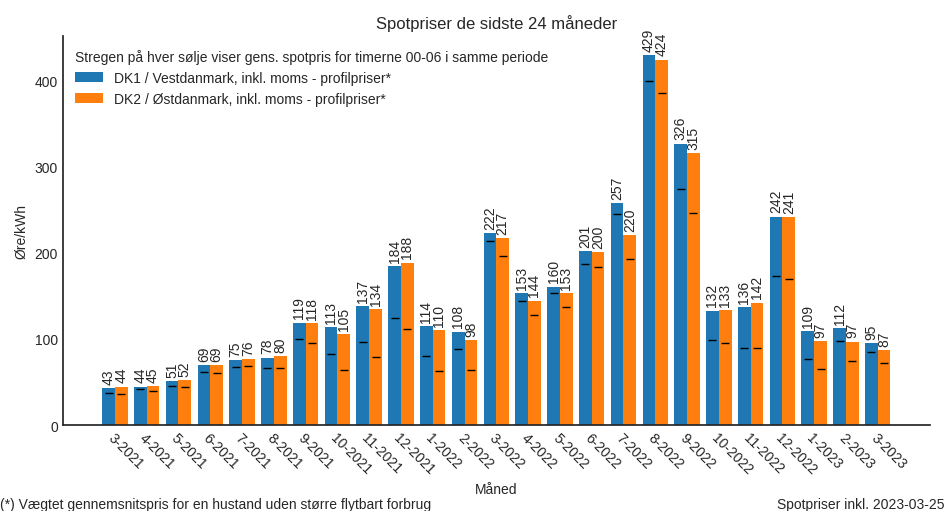 Spotpriser de sidste 24 måneder
Stregen på hver sølje viser gens. spotpris for timerne 00-06 i samme periode
DK1 / Vestdanmark, inkl. moms - profilpriser*
DK2 / Østdanmark, inkl. moms - profilpriser*
Øre/kWh
400
300
200
100
0
43 44 44 45 51 52 69 69 75 76 78 80 119 118 113 105 137 134 184 188 114 110 108 98 222 217 153 144 160 153 201 200 257 220 429 424 326 315 132 133 136 142 242 241 109 97 112 97 95 87
3-2021 4-2021 5-2021 6-2021 7-2021 8-2021 9-2021 10-2021 11-2021 12-2021 1-2022 2-2022 3-2022 4-2022 5-2022 6-2022 7-2022 8-2022 9-2022 10-2022 11-2022 12-2022 1-2023 2-2023 3-2023
Måned
(*) Vægtet gennemsnitspris for en hustand uden større flytbart forbrug
Spotpriser inkl. 2023-03-25